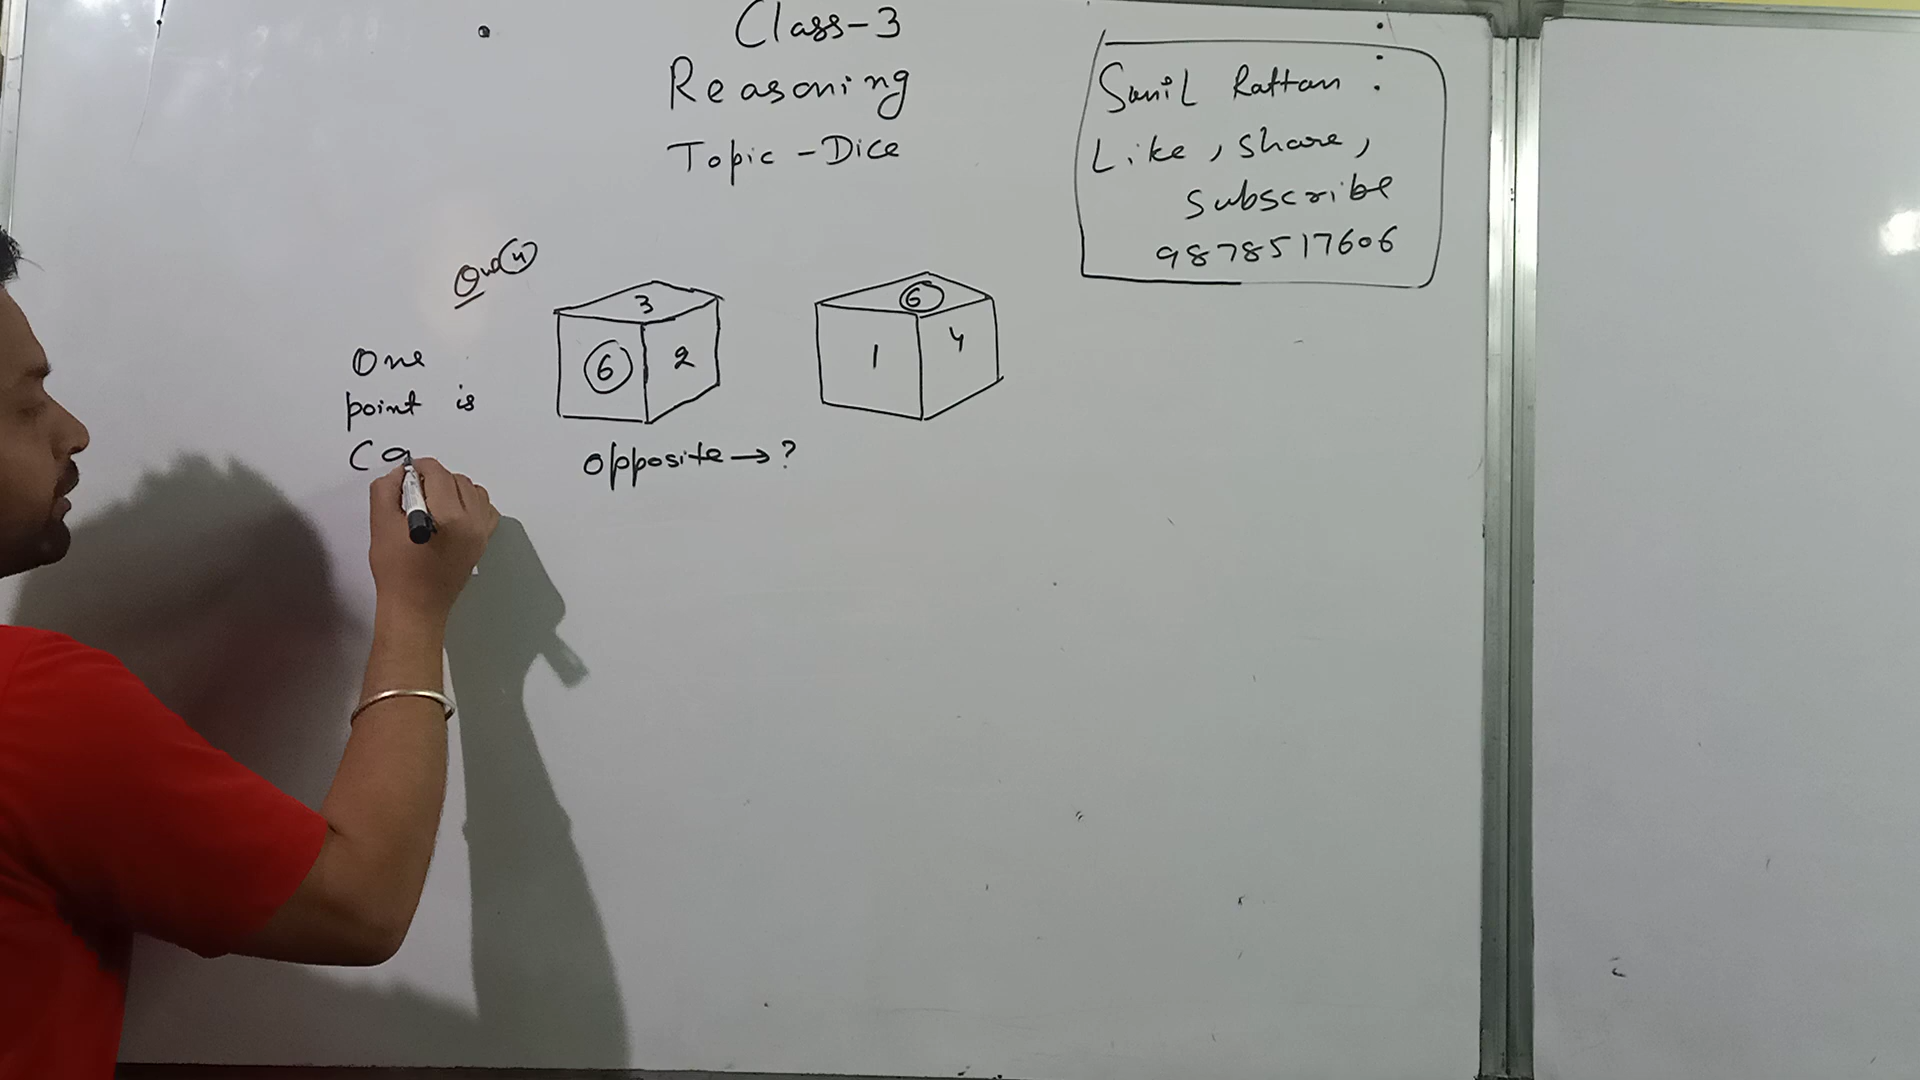 Class-3
Reasoning
Topic - Dice
Sunil Rattan :
Like, Share,
Subscribe
9878517606
Que 4
3
6 2
6
1 4
One
point is
Co
opposite → ?